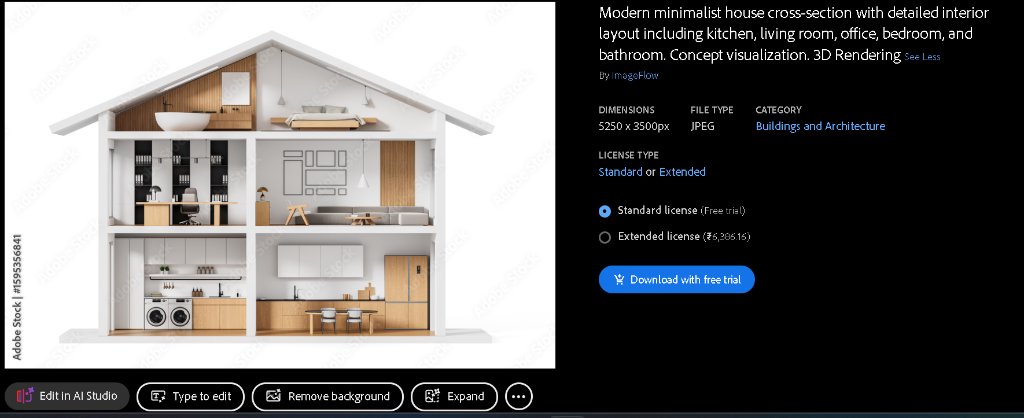 Modern minimalist house cross-section with detailed interior
layout including kitchen, living room, office, bedroom, and
bathroom. Concept visualization. 3D Rendering See Less
By ImageFlow
DIMENSIONS FILE TYPE CATEGORY
5250 x 3500px JPEG Buildings and Architecture
LICENSE TYPE
Standard or Extended
Standard license (Free trial)
Extended license (₹6,386.16)
Download with free trial
Adobe Stock | #1595356841
Adobe Stock
Edit in AI Studio Type to edit Remove background Expand